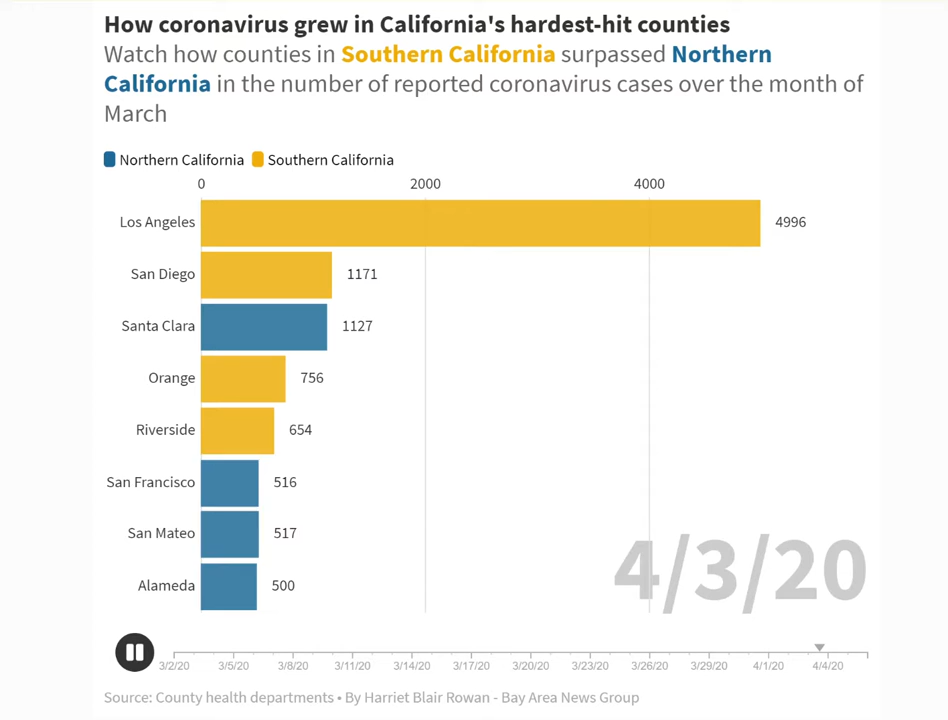 How coronavirus grew in California's hardest-hit counties
Watch how counties in Southern California surpassed Northern
California in the number of reported coronavirus cases over the month of
March
Northern California Southern California
0 2000 4000
Los Angeles 4996
San Diego 1171
Santa Clara 1127
Orange 756
Riverside 654
San Francisco 516
San Mateo 517
Alameda 500
4/3/20
3/2/20 3/5/20 3/8/20 3/11/20 3/14/20 3/17/20 3/20/20 3/23/20 3/26/20 3/29/20 4/1/20 4/4/20
Source: County health departments • By Harriet Blair Rowan - Bay Area News Group